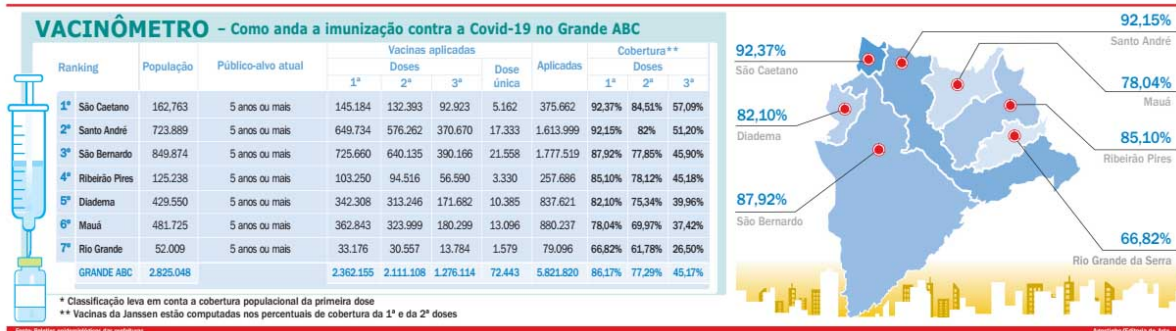 VACINÔMETRO – Como anda a imunização contra a Covid-19 no Grande ABC
Ranking População Público-alvo atual Vacinas aplicadas Cobertura**
Doses Dose única Aplicadas Doses
1ª 2ª 3ª 1ª 2ª 3ª
1º São Caetano 162,763 5 anos ou mais 145.184 132.393 92.923 5.162 375.662 92,37% 84,51% 57,09%
2º Santo André 723.889 5 anos ou mais 649.734 576.262 370.670 17.333 1.613.999 92,15% 82% 51,20%
3º São Bernardo 849.874 5 anos ou mais 725.660 640.135 390.166 21.558 1.777.519 87,92% 77,85% 45,90%
4º Ribeirão Pires 125.238 5 anos ou mais 103.250 94.516 56.590 3.330 257.686 85,10% 78,12% 45,18%
5º Diadema 429.550 5 anos ou mais 342.308 313.246 171.682 10.385 837.621 82,10% 75,34% 39,96%
6º Mauá 481.725 5 anos ou mais 362.843 323.999 180.299 13.096 880.237 78,04% 69,97% 37,42%
7º Rio Grande 52.009 5 anos ou mais 33.176 30.557 13.784 1.579 79.096 66,82% 61,78% 26,50%
GRANDE ABC 2.825.048 2.362.155 2.111.108 1.276.114 72.443 5.821.820 86,17% 77,29% 45,17%
* Classificação leva em conta a cobertura populacional da primeira dose
** Vacinas da Janssen estão computadas nos percentuais de cobertura da 1ª e da 2ª doses
92,37%
São Caetano
82,10%
Diadema
87,92%
São Bernardo
92,15%
Santo André
78,04%
Mauá
85,10%
Ribeirão Pires
66,82%
Rio Grande da Serra
Fonte: Boletins epidemiológicos das prefeituras